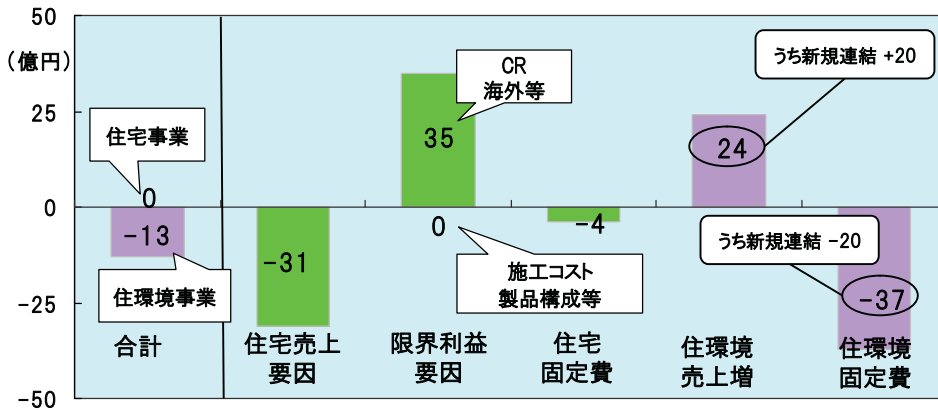 50
(億円)
25
0
-25
-50
住宅事業
0
-13
住環境事業
合計
-31
住宅売上
要因
CR
海外等
35
0
施工コスト
製品構成等
限界利益
要因
-4
住宅
固定費
うち新規連結 +20
24
住環境
売上増
うち新規連結 -20
-37
住環境
固定費